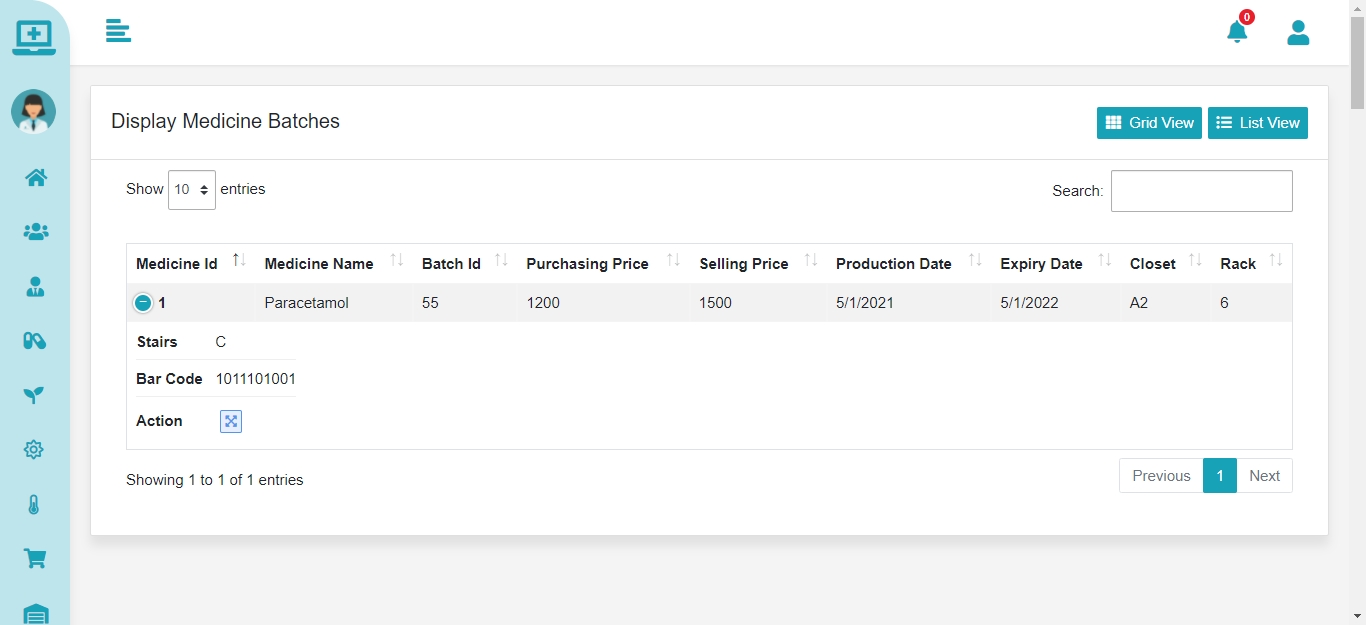 0
Display Medicine Batches
Grid View
List View
Show 10 entries
Search:
Medicine Id Medicine Name Batch Id Purchasing Price Selling Price Production Date Expiry Date Closet Rack
1 Paracetamol 55 1200 1500 5/1/2021 5/1/2022 A2 6
Stairs C
Bar Code 1011101001
Action
Showing 1 to 1 of 1 entries
Previous 1 Next